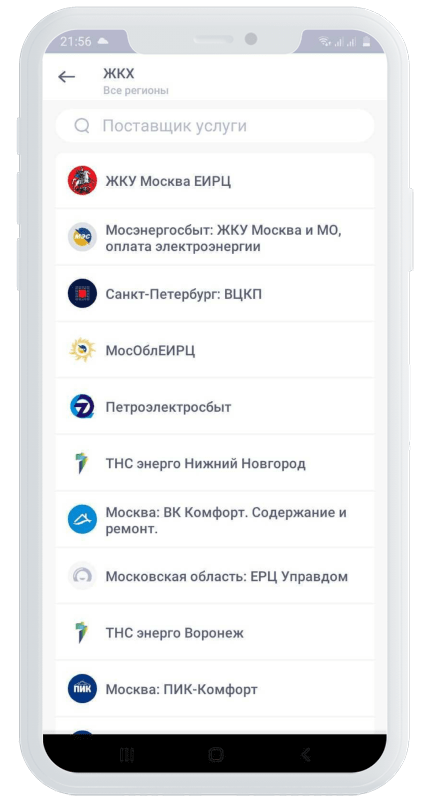 21:56
ЖКХ
Все регионы
Поставщик услуги
ЖКУ Москва ЕИРЦ
МЭС
Мосэнергосбыт: ЖКУ Москва и МО,
оплата электроэнергии
Санкт-Петербург: ВЦКП
МосОблЕИРЦ
Петроэлектросбыт
ТНС энерго Нижний Новгород
Москва: ВК Комфорт. Содержание и
ремонт.
Московская область: ЕРЦ Управдом
ТНС энерго Воронеж
ПИК
Москва: ПИК-Комфорт